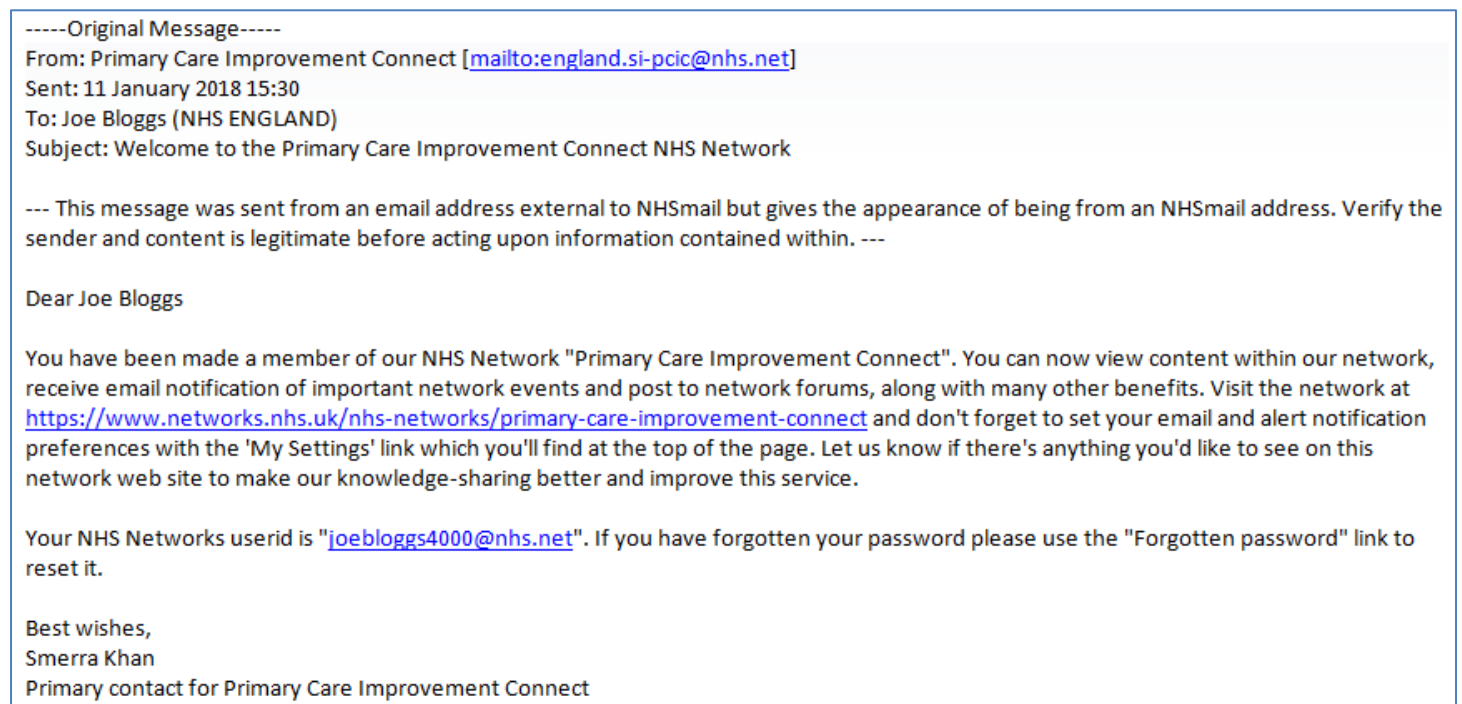 -----Original Message-----
From: Primary Care Improvement Connect [mailto:england.si-pcic@nhs.net]
Sent: 11 January 2018 15:30
To: Joe Bloggs (NHS ENGLAND)
Subject: Welcome to the Primary Care Improvement Connect NHS Network
--- This message was sent from an email address external to NHSmail but gives the appearance of being from an NHSmail address. Verify the
sender and content is legitimate before acting upon information contained within. ---
Dear Joe Bloggs
You have been made a member of our NHS Network "Primary Care Improvement Connect". You can now view content within our network,
receive email notification of important network events and post to network forums, along with many other benefits. Visit the network at
https://www.networks.nhs.uk/nhs-networks/primary-care-improvement-connect and don't forget to set your email and alert notification
preferences with the 'My Settings' link which you'll find at the top of the page. Let us know if there's anything you'd like to see on this
network web site to make our knowledge-sharing better and improve this service.
Your NHS Networks userid is "joebloggs4000@nhs.net". If you have forgotten your password please use the "Forgotten password" link to
reset it.
Best wishes,
Smerra Khan
Primary contact for Primary Care Improvement Connect